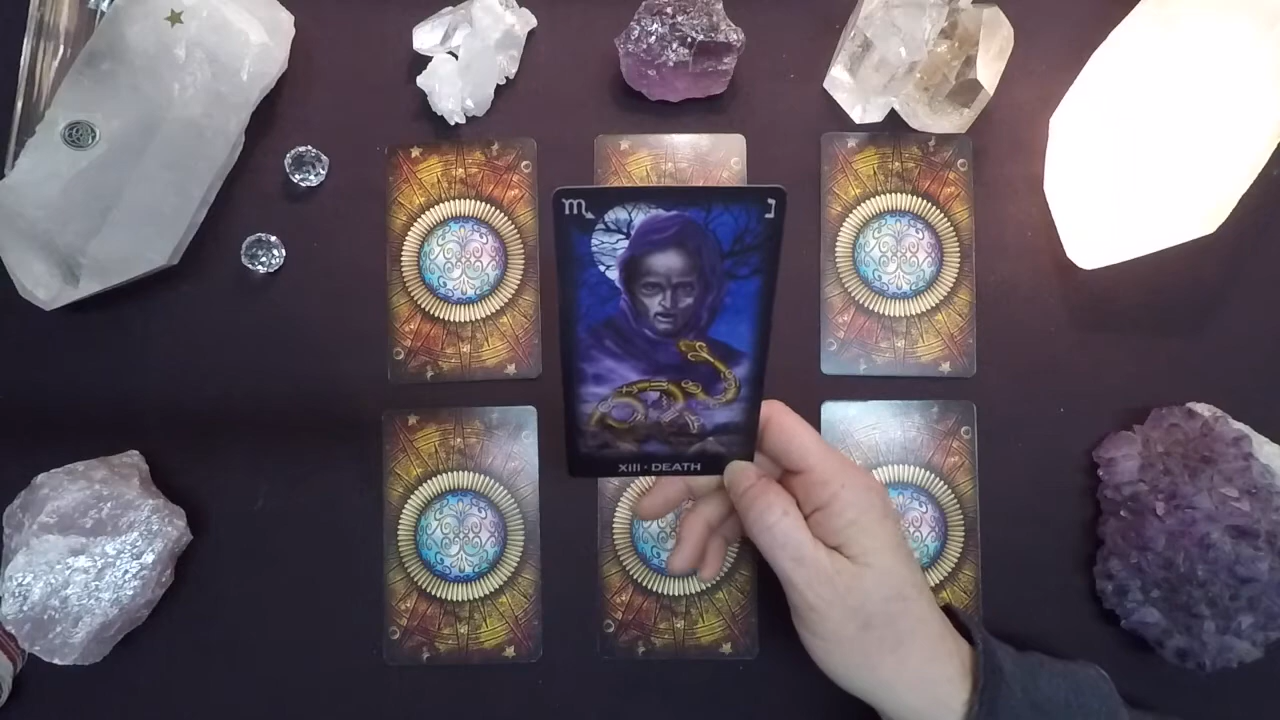 ♏ נ
XIII · DEATH